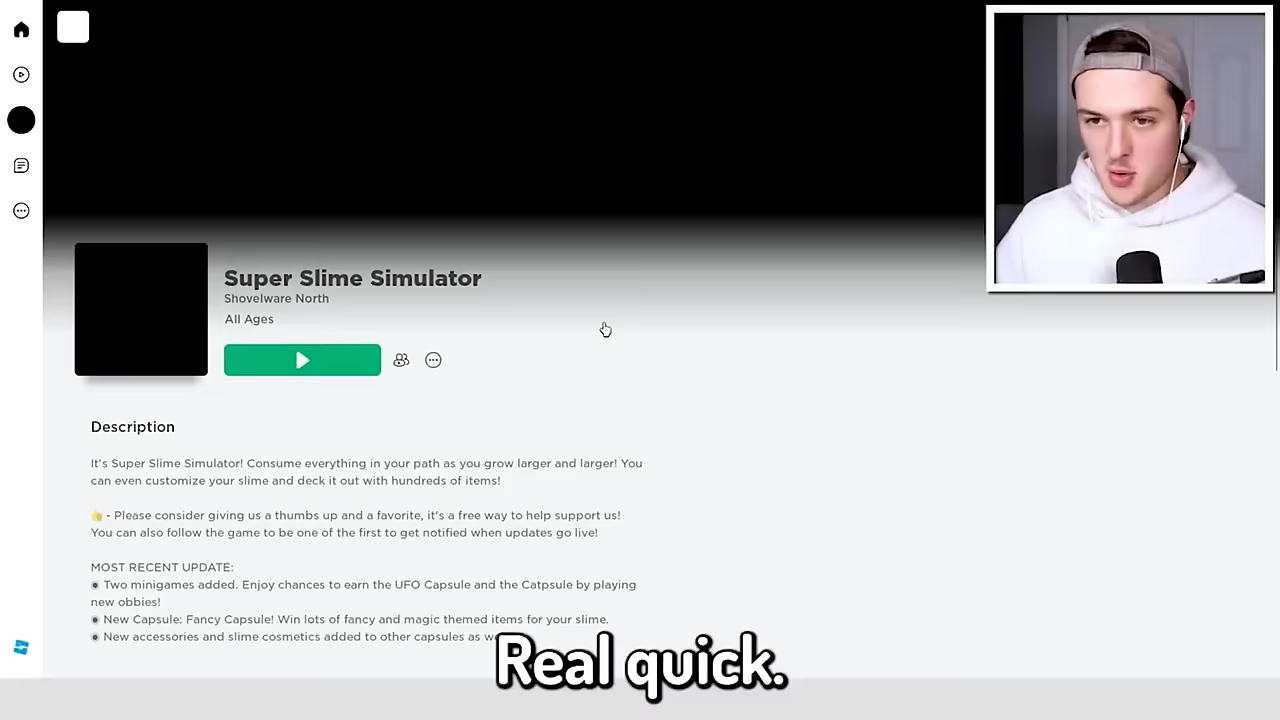 Super Slime Simulator
Shovelware North
All Ages
Description
It's Super Slime Simulator! Consume everything in your path as you grow larger and larger! You
can even customize your slime and deck it out with hundreds of items!
👍 - Please consider giving us a thumbs up and a favorite, it's a free way to help support us!
You can also follow the game to be one of the first to get notified when updates go live!
MOST RECENT UPDATE:
◉ Two minigames added. Enjoy chances to earn the UFO Capsule and the Catpsule by playing
new obbies!
◉ New Capsule: Fancy Capsule! Win lots of fancy and magic themed items for your slime.
◉ New accessories and slime cosmetics added to other capsules as
Real quick.